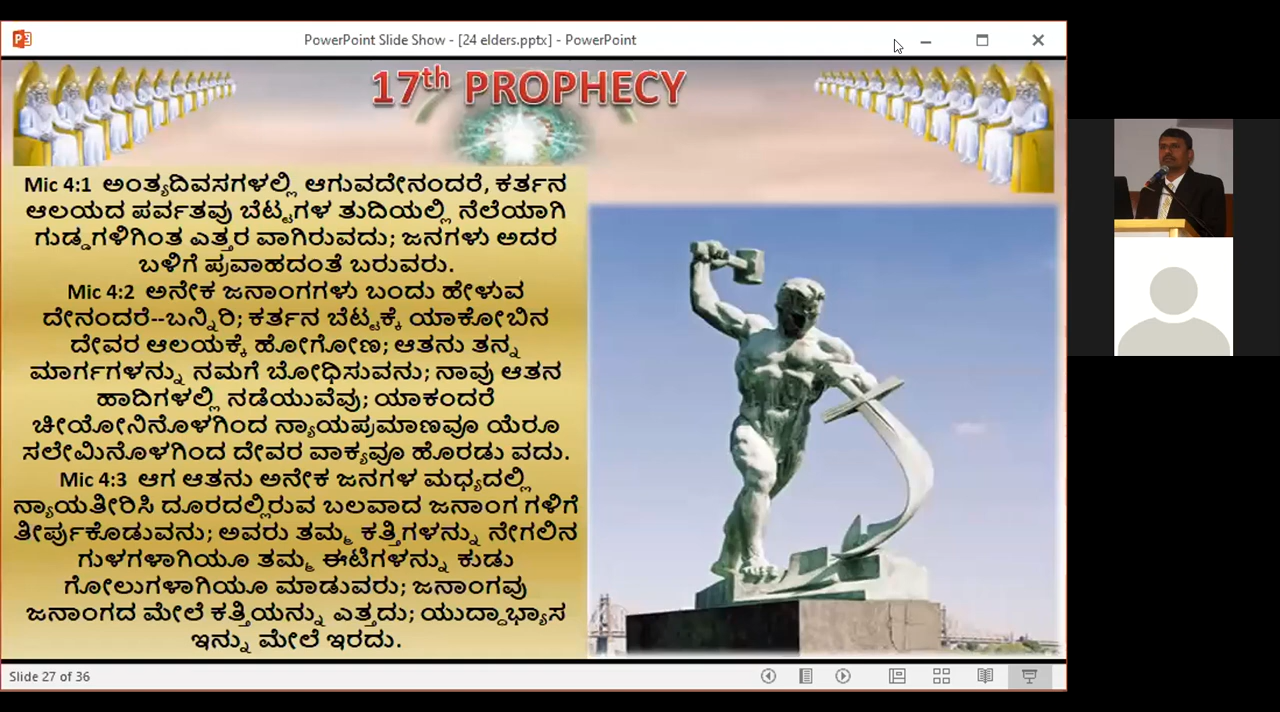 PowerPoint Slide Show - [24 elders.pptx] - PowerPoint
17th PROPHECY
Mic 4:1 ಅಂತ್ಯದಿವಸಗಳಲ್ಲಿ ಆಗುವದೇನಂದರೆ, ಕರ್ತನ
ಆಲಯದ ಪರ್ವತವು ಬೆಟ್ಟಗಳ ತುದಿಯಲ್ಲಿ ನೆಲೆಯಾಗಿ
ಗುಡ್ಡಗಳಿಗಿಂತ ಎತ್ತರ ವಾಗಿರುವದು; ಜನಗಳು ಅದರ
ಬಳಿಗೆ ಪ್ರವಾಹದಂತೆ ಬರುವರು.
Mic 4:2 ಅನೇಕ ಜನಾಂಗಗಳು ಬಂದು ಹೇಳುವ
ದೇನಂದರೆ--ಬನ್ನಿರಿ; ಕರ್ತನ ಬೆಟ್ಟಕ್ಕೆ ಯಾಕೋಬಿನ
ದೇವರ ಆಲಯಕ್ಕೆ ಹೋಗೋಣ; ಆತನು ತನ್ನ
ಮಾರ್ಗಗಳನ್ನು ನಮಗೆ ಬೋಧಿಸುವನು; ನಾವು ಆತನ
ಹಾದಿಗಳಲ್ಲಿ ನಡೆಯುವೆವು; ಯಾಕಂದರೆ
ಚೀಯೋನಿನೊಳಗಿಂದ ನ್ಯಾಯಪ್ರಮಾಣವೂ ಯೆರೂ
ಸಲೇಮಿನೊಳಗಿಂದ ದೇವರ ವಾಕ್ಯವೂ ಹೊರಡು ವದು.
Mic 4:3 ಆಗ ಆತನು ಅನೇಕ ಜನಗಳ ಮಧ್ಯದಲ್ಲಿ
ನ್ಯಾಯತೀರಿಸಿ ದೂರದಲ್ಲಿರುವ ಬಲವಾದ ಜನಾಂಗ ಗಳಿಗೆ
ತೀರ್ಪುಕೊಡುವನು; ಅವರು ತಮ್ಮ ಕತ್ತಿಗಳನ್ನು ನೇಗಲಿನ
ಗುಳಗಳಾಗಿಯೂ ತಮ್ಮ ಈಟಿಗಳನ್ನು ಕುಡು
ಗೋಲುಗಳಾಗಿಯೂ ಮಾಡುವರು; ಜನಾಂಗವು
ಜನಾಂಗದ ಮೇಲೆ ಕತ್ತಿಯನ್ನು ಎತ್ತದು; ಯುದ್ಧಾಭ್ಯಾಸ
ಇನ್ನು ಮೇಲೆ ಇರದು.
Slide 27 of 36